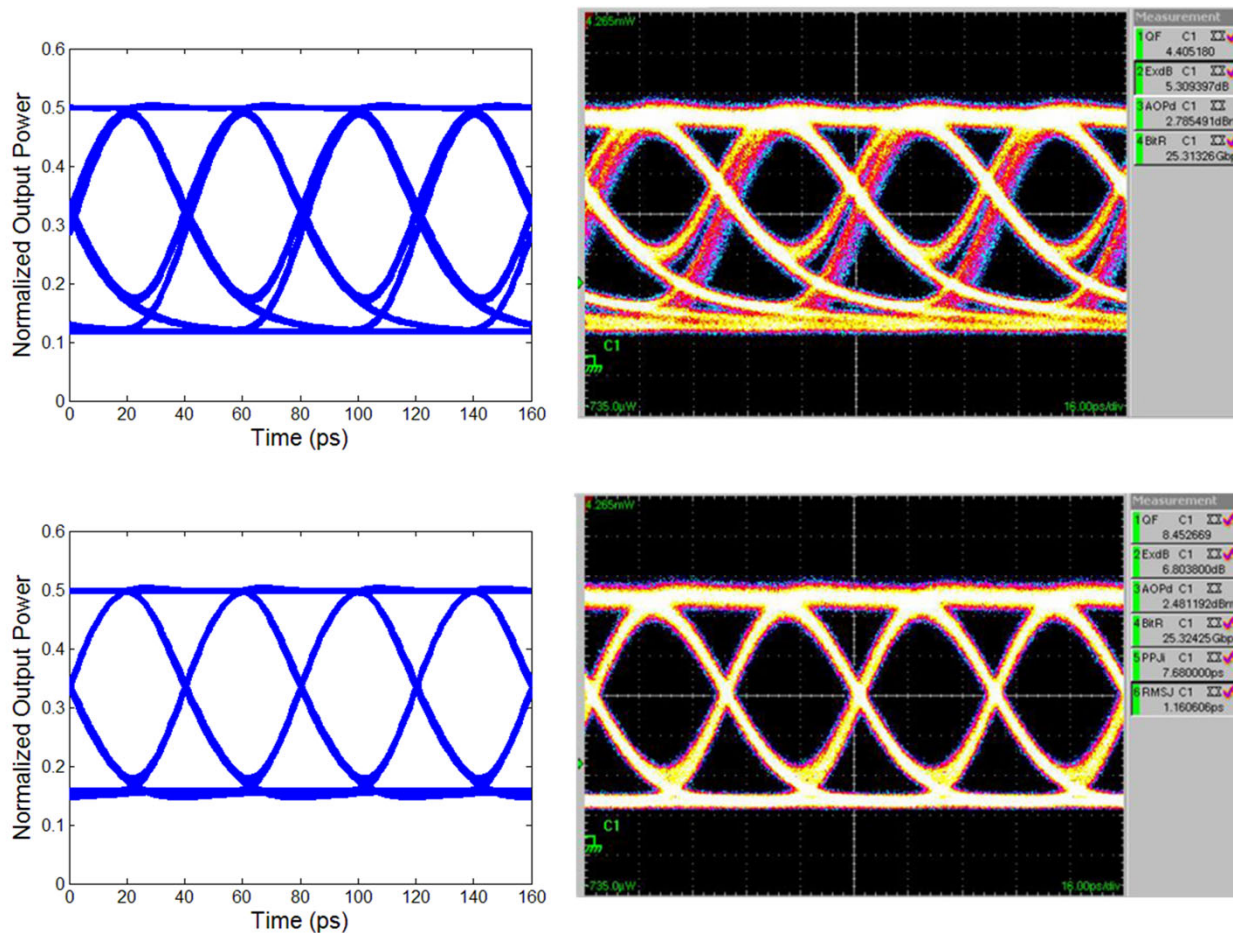 0.6
0.5
0.4
0.3
0.2
0.1
0
Normalized Output Power
0 20 40 60 80 100 120 140 160
Time (ps)
4.265mW
C1
-735.0µW
16.00ps/div
Measurement
1 QF C1
4.405180
2 ExdB C1
5.309397dB
3 AOPd C1
2.785491dBm
4 BitR C1
25.31326Gbp
0.6
0.5
0.4
0.3
0.2
0.1
0
Normalized Output Power
0 20 40 60 80 100 120 140 160
Time (ps)
4.265mW
C1
-735.0µW
16.00ps/div
Measurement
1 QF C1
8.452669
2 ExdB C1
6.803800dB
3 AOPd C1
2.481192dBm
4 BitR C1
25.32425Gbp
5 PPJi C1
7.680000ps
6 RMSJ C1
1.160606ps